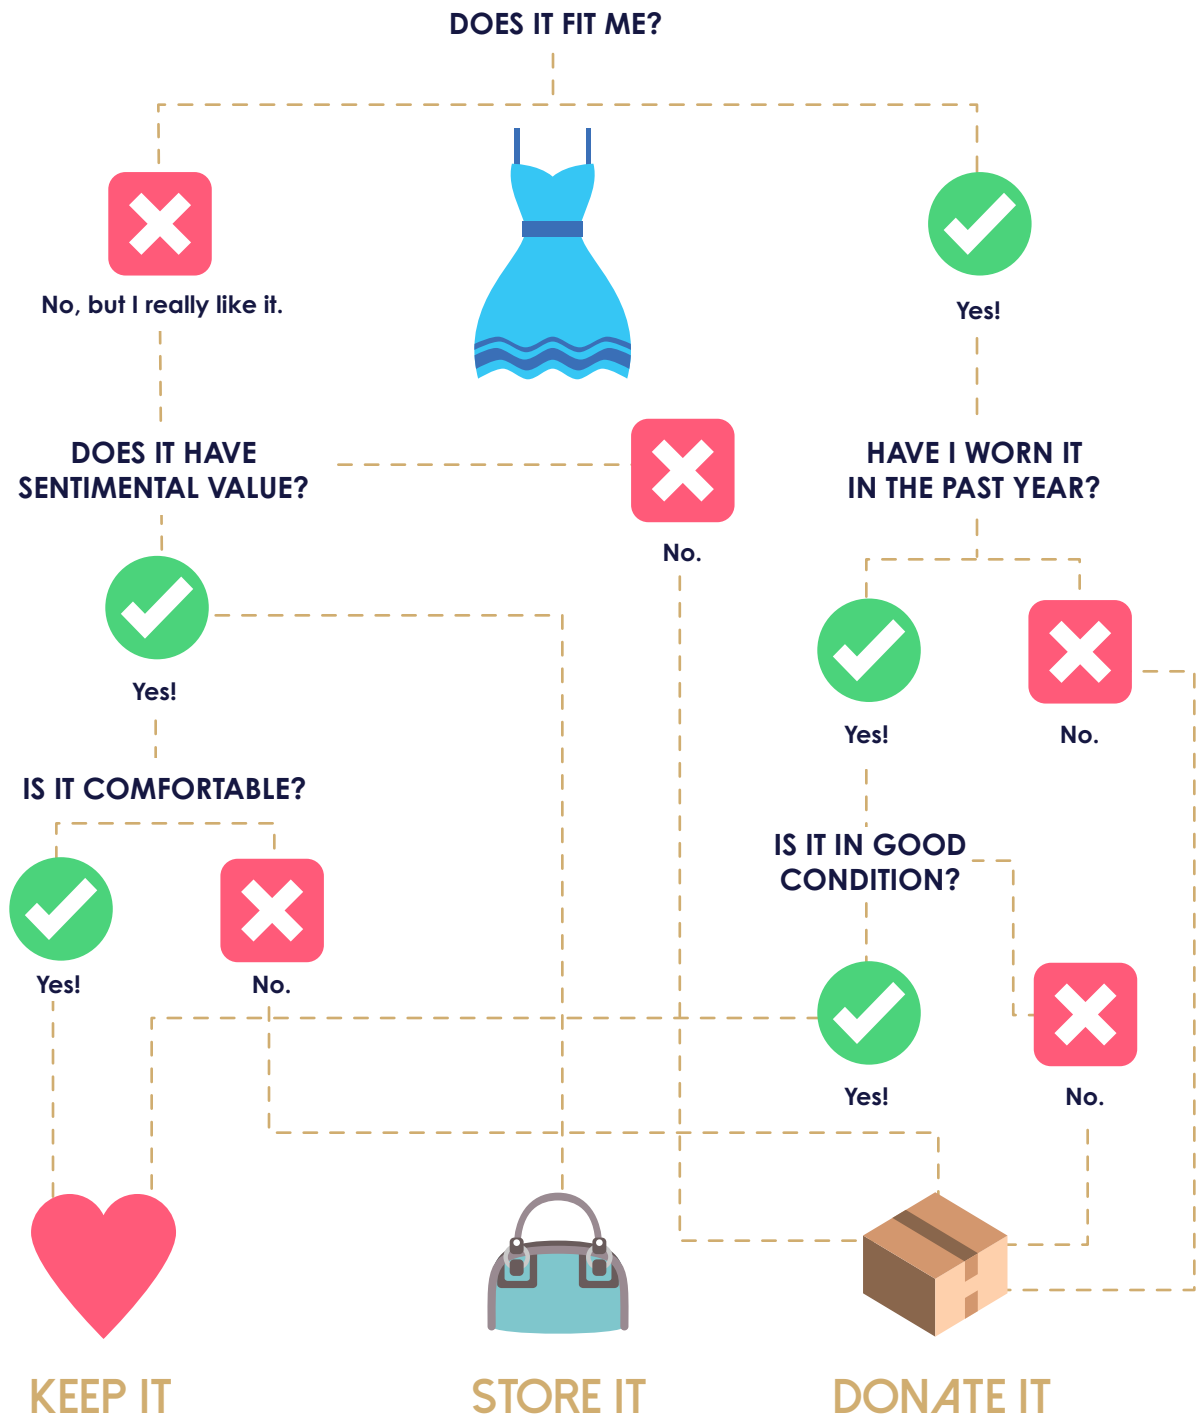 DOES IT FIT ME?
No, but I really like it.
Yes!
DOES IT HAVE
SENTIMENTAL VALUE?
No.
HAVE I WORN IT
IN THE PAST YEAR?
Yes!
Yes!
No.
IS IT COMFORTABLE?
IS IT IN GOOD
CONDITION?
Yes!
No.
Yes!
No.
KEEP IT
STORE IT
DONATE IT